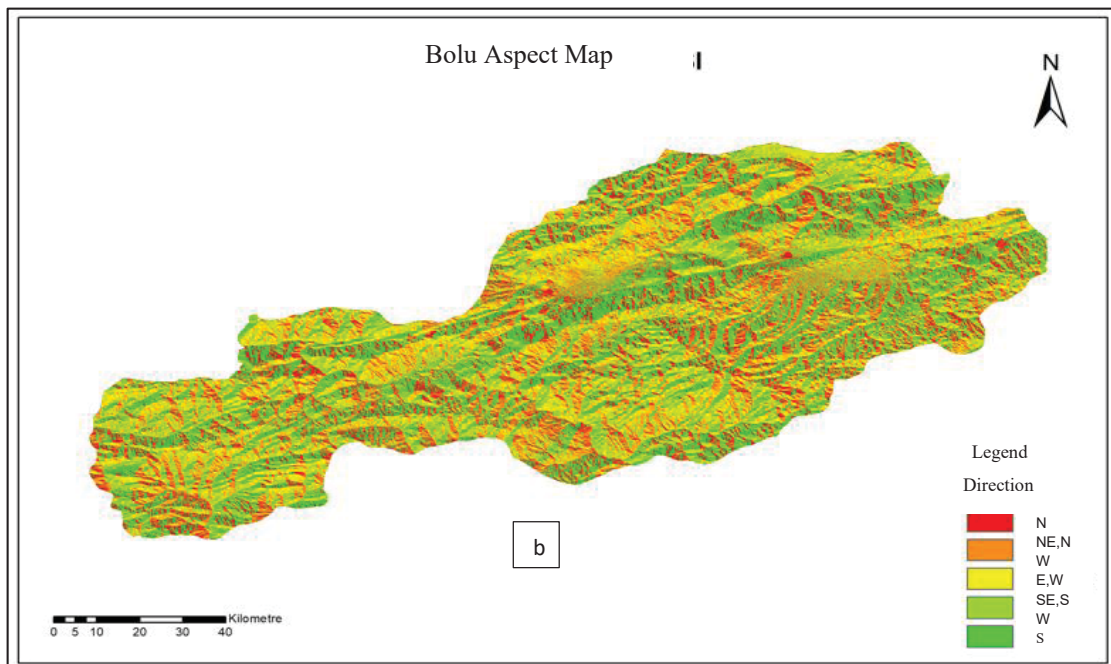 Bolu Aspect Map
N
Legend
Direction
N
NE,N
W
E,W
SE,S
W
S
b
Kilometre
0 5 10 20 30 40